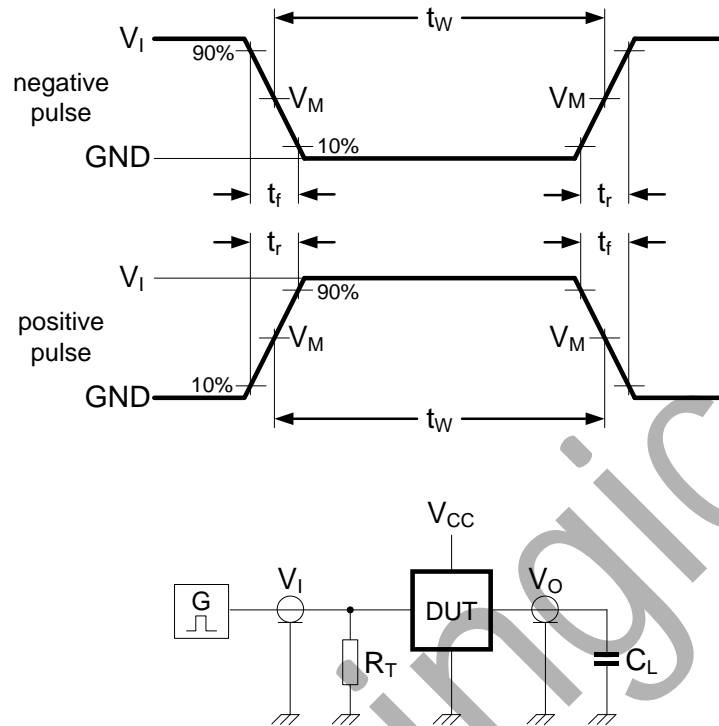 t_W
V_I
90%
negative
pulse
V_M
V_M
10%
GND
t_f
t_r
t_r
t_f
V_I
90%
positive
pulse
V_M
V_M
10%
GND
t_W
V_CC
V_I
V_O
G
DUT
R_T
C_L